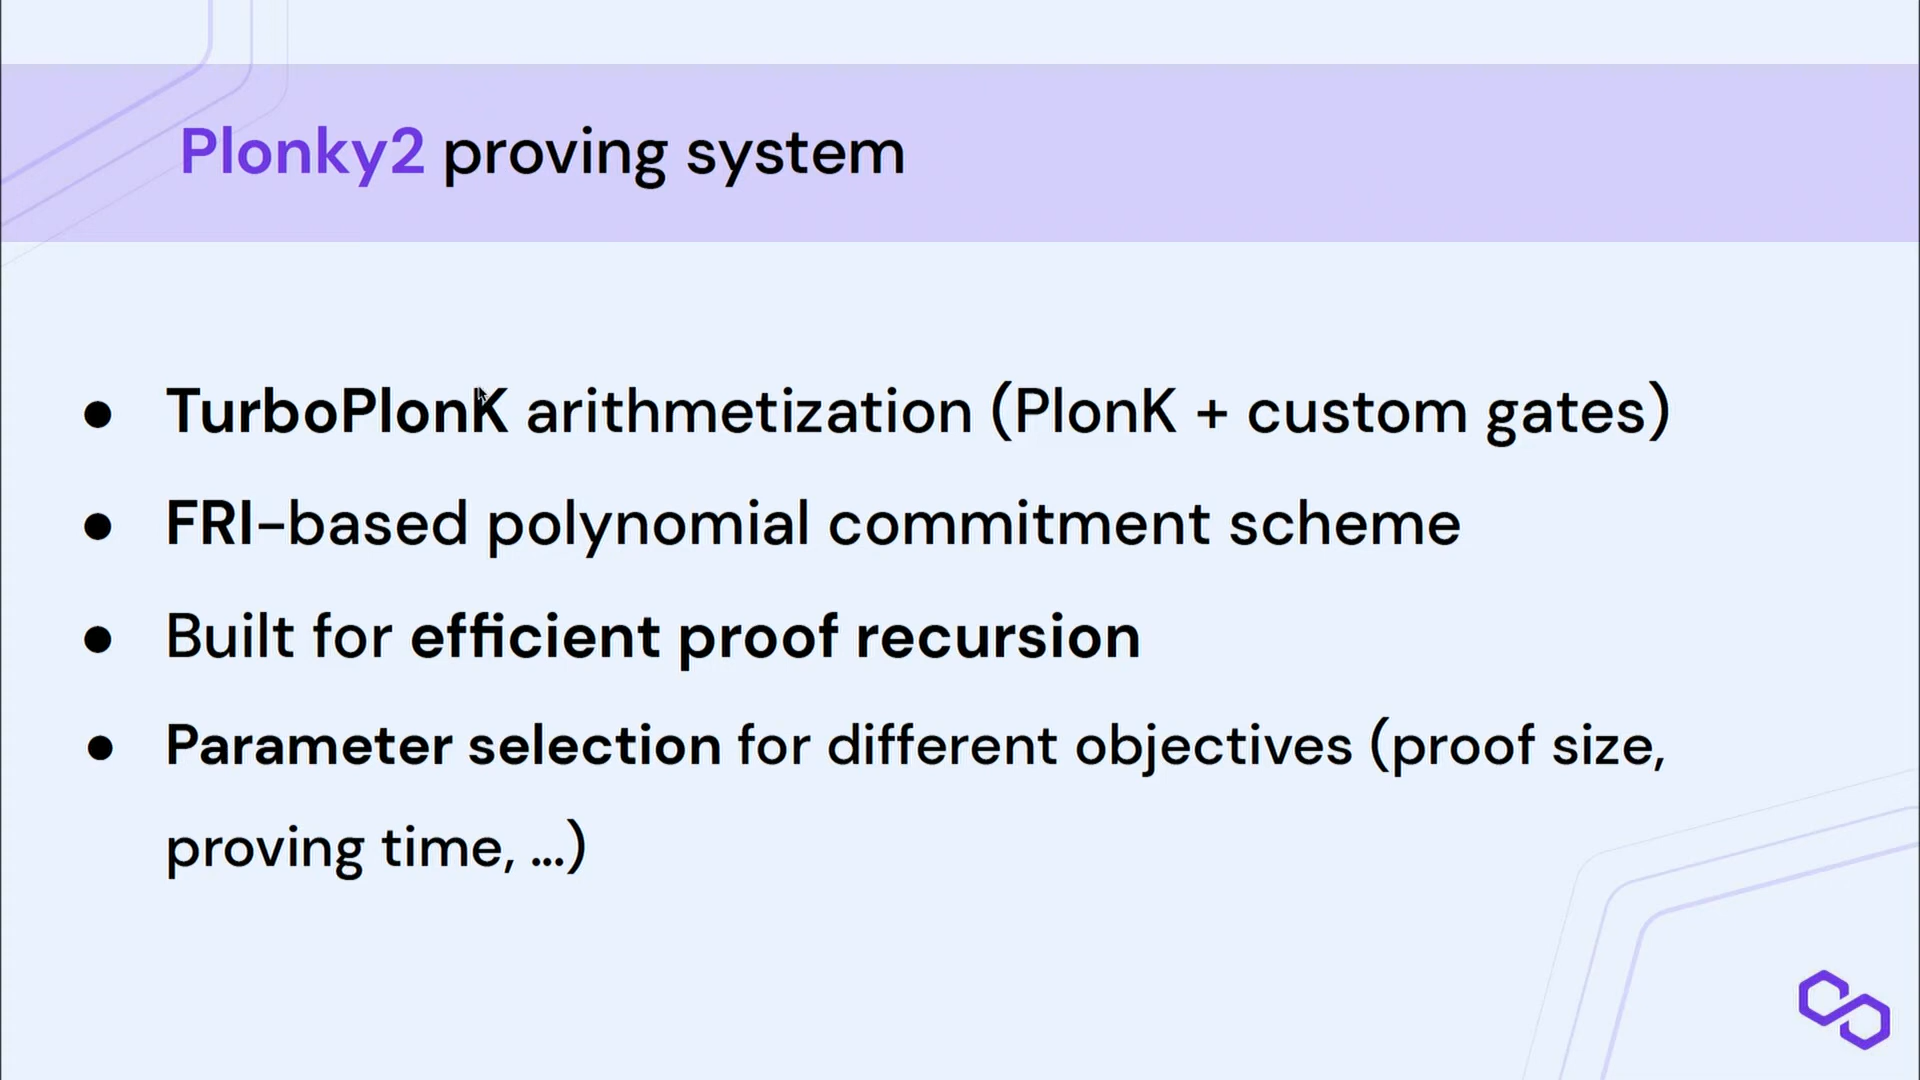 Plonky2 proving system
● TurboPlonK arithmetization (PlonK + custom gates)
● FRI-based polynomial commitment scheme
● Built for efficient proof recursion
● Parameter selection for different objectives (proof size,
proving time, ...)